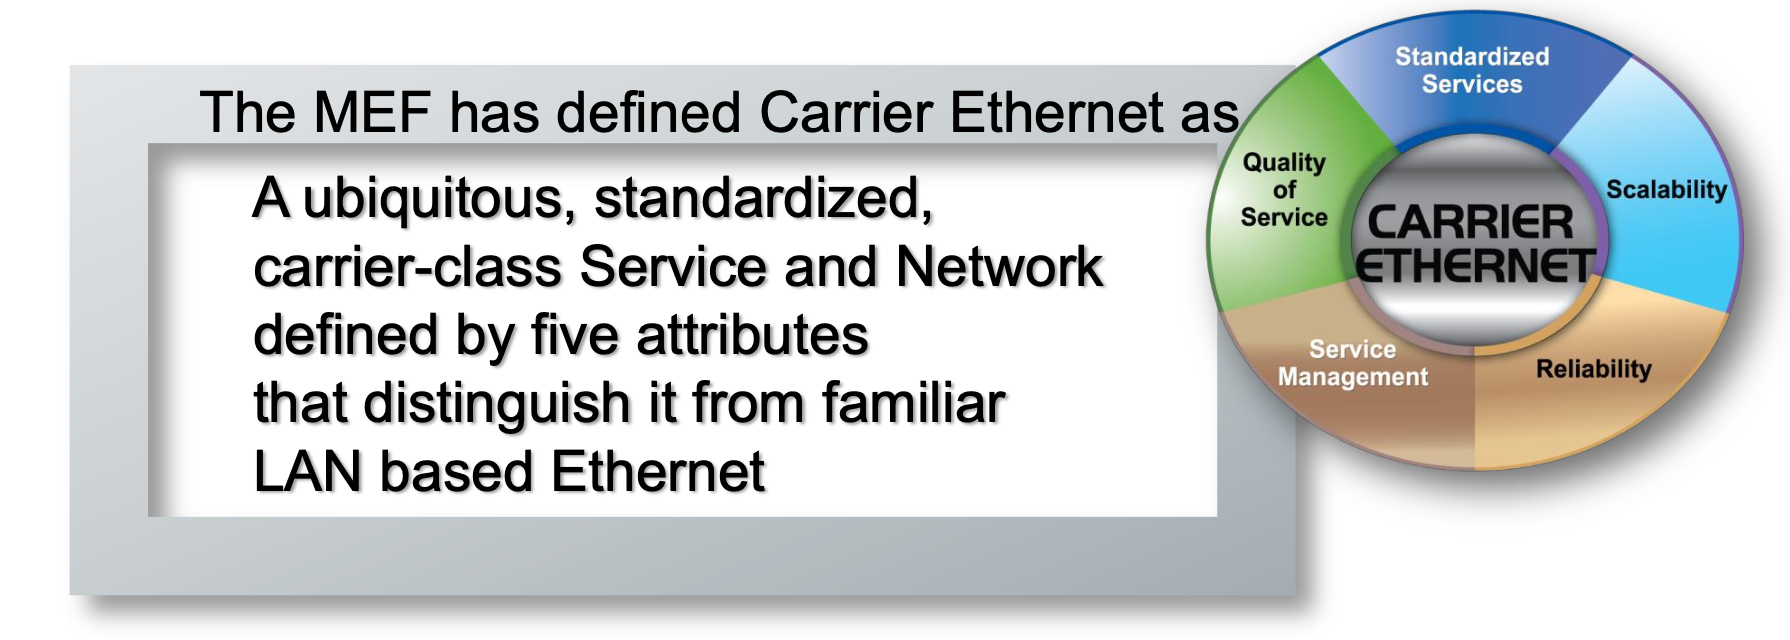 The MEF has defined Carrier Ethernet as
A ubiquitous, standardized,
carrier-class Service and Network
defined by five attributes
that distinguish it from familiar
LAN based Ethernet
Standardized
Services
Quality
of
Service
Scalability
CARRIER
ETHERNET
Service
Management
Reliability